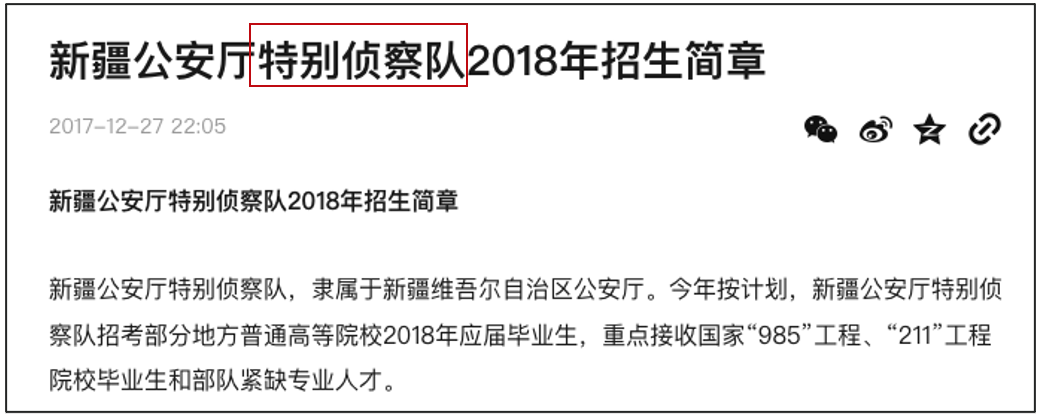 新疆公安厅特别侦察队2018年招生简章
2017-12-27 22:05
新疆公安厅特别侦察队2018年招生简章
新疆公安厅特别侦察队，隶属于新疆维吾尔自治区公安厅。今年按计划，新疆公安厅特别侦
察队招考部分地方普通高等院校2018年应届毕业生，重点接收国家“985”工程、“211”工程
院校毕业生和部队紧缺专业人才。